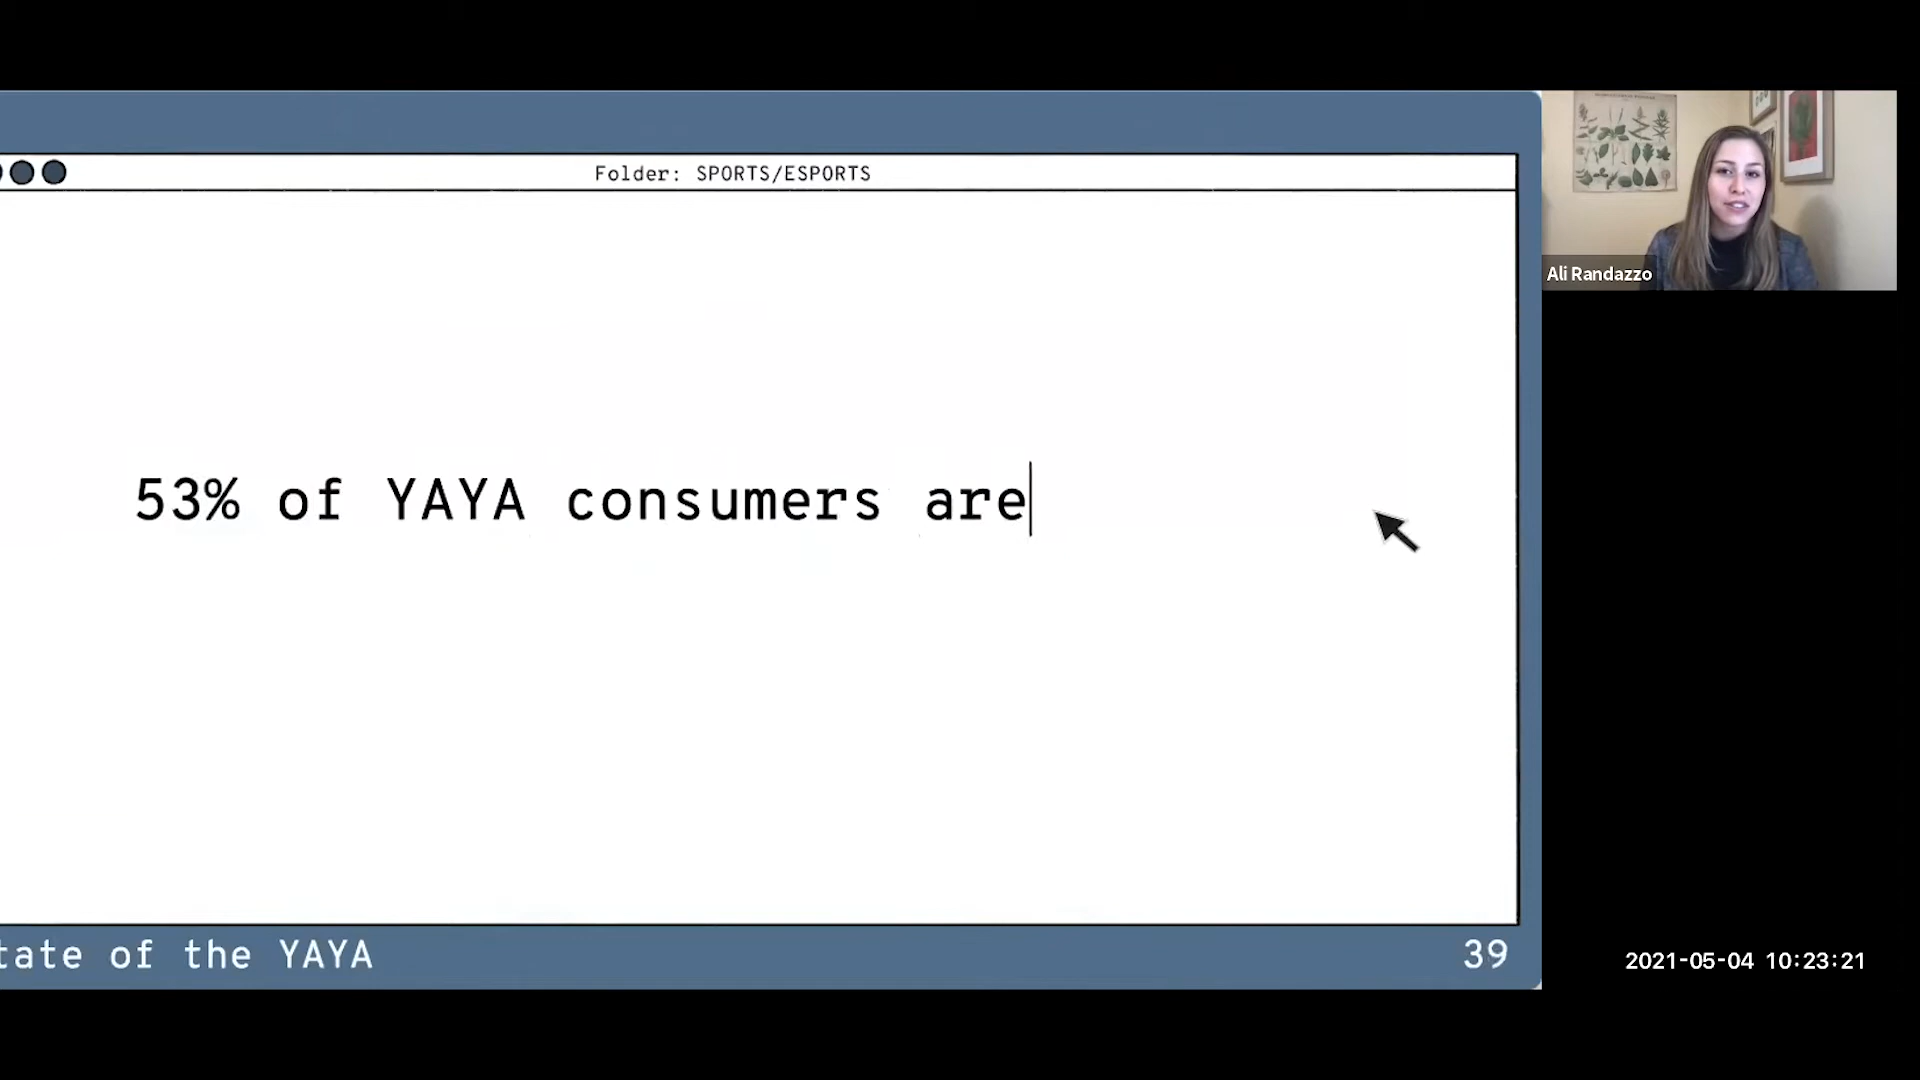 Folder: SPORTS/ESPORTS
Ali Randazzo
53% of YAYA consumers are
tate of the YAYA
39
2021-05-04 10:23:21